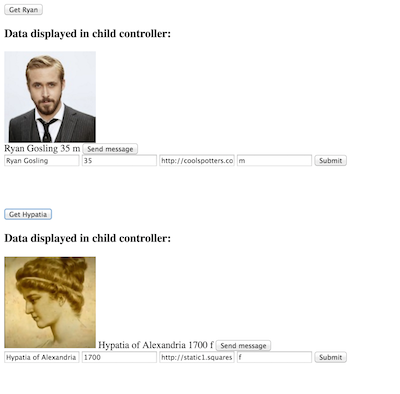 Get Ryan
Data displayed in child controller:
Ryan Gosling 35 m Send message
Ryan Gosling 35 http://coolspotters.co m Submit
Get Hypatia
Data displayed in child controller:
Hypatia of Alexandria 1700 f Send message
Hypatia of Alexandria 1700 http://static1.squares f Submit